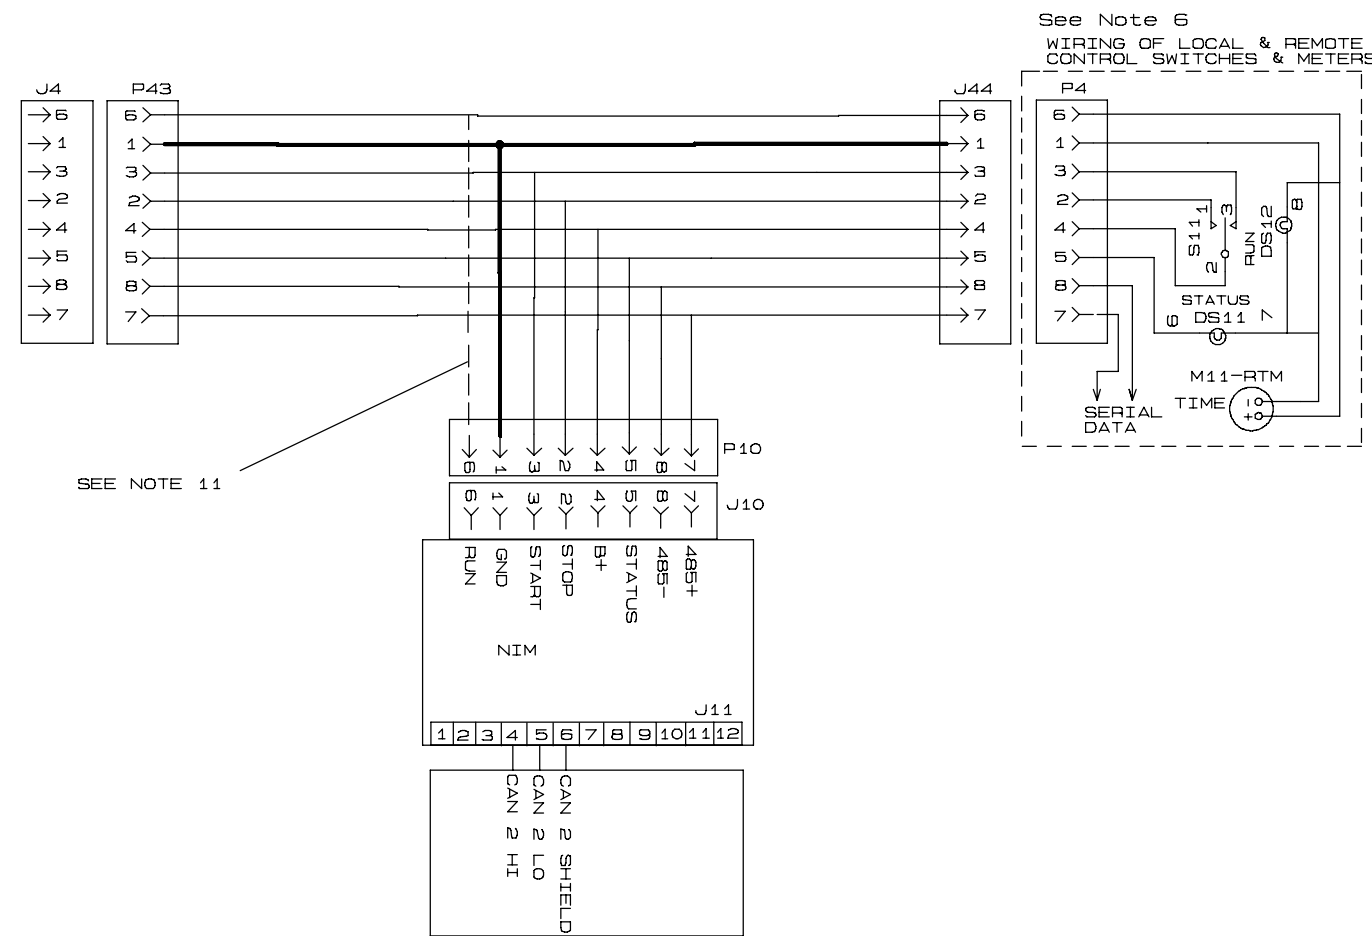 See Note 6
WIRING OF LOCAL & REMOTE
CONTROL SWITCHES & METERS
J4
P43
J44
P4
6 6 6 6
1 1 1 1
3 3 3 3
2 2 2 2
4 4 4 4
5 5 5 5
8 8 8 8
7 7 7 7
S11
1
3
2
RUN
DS12
8
STATUS
6 DS11 7
M11-RTM
TIME
-
+
SERIAL
DATA
SEE NOTE 11
6 1 3 2 4 5 8 7
P10
6 1 3 2 4 5 8 7
J10
RUN
GND
START
STOP
B+
STATUS
485-
485+
NIM
J11
1 2 3 4 5 6 7 8 9 10 11 12
CAN 2 HI
CAN 2 LO
CAN 2 SHIELD